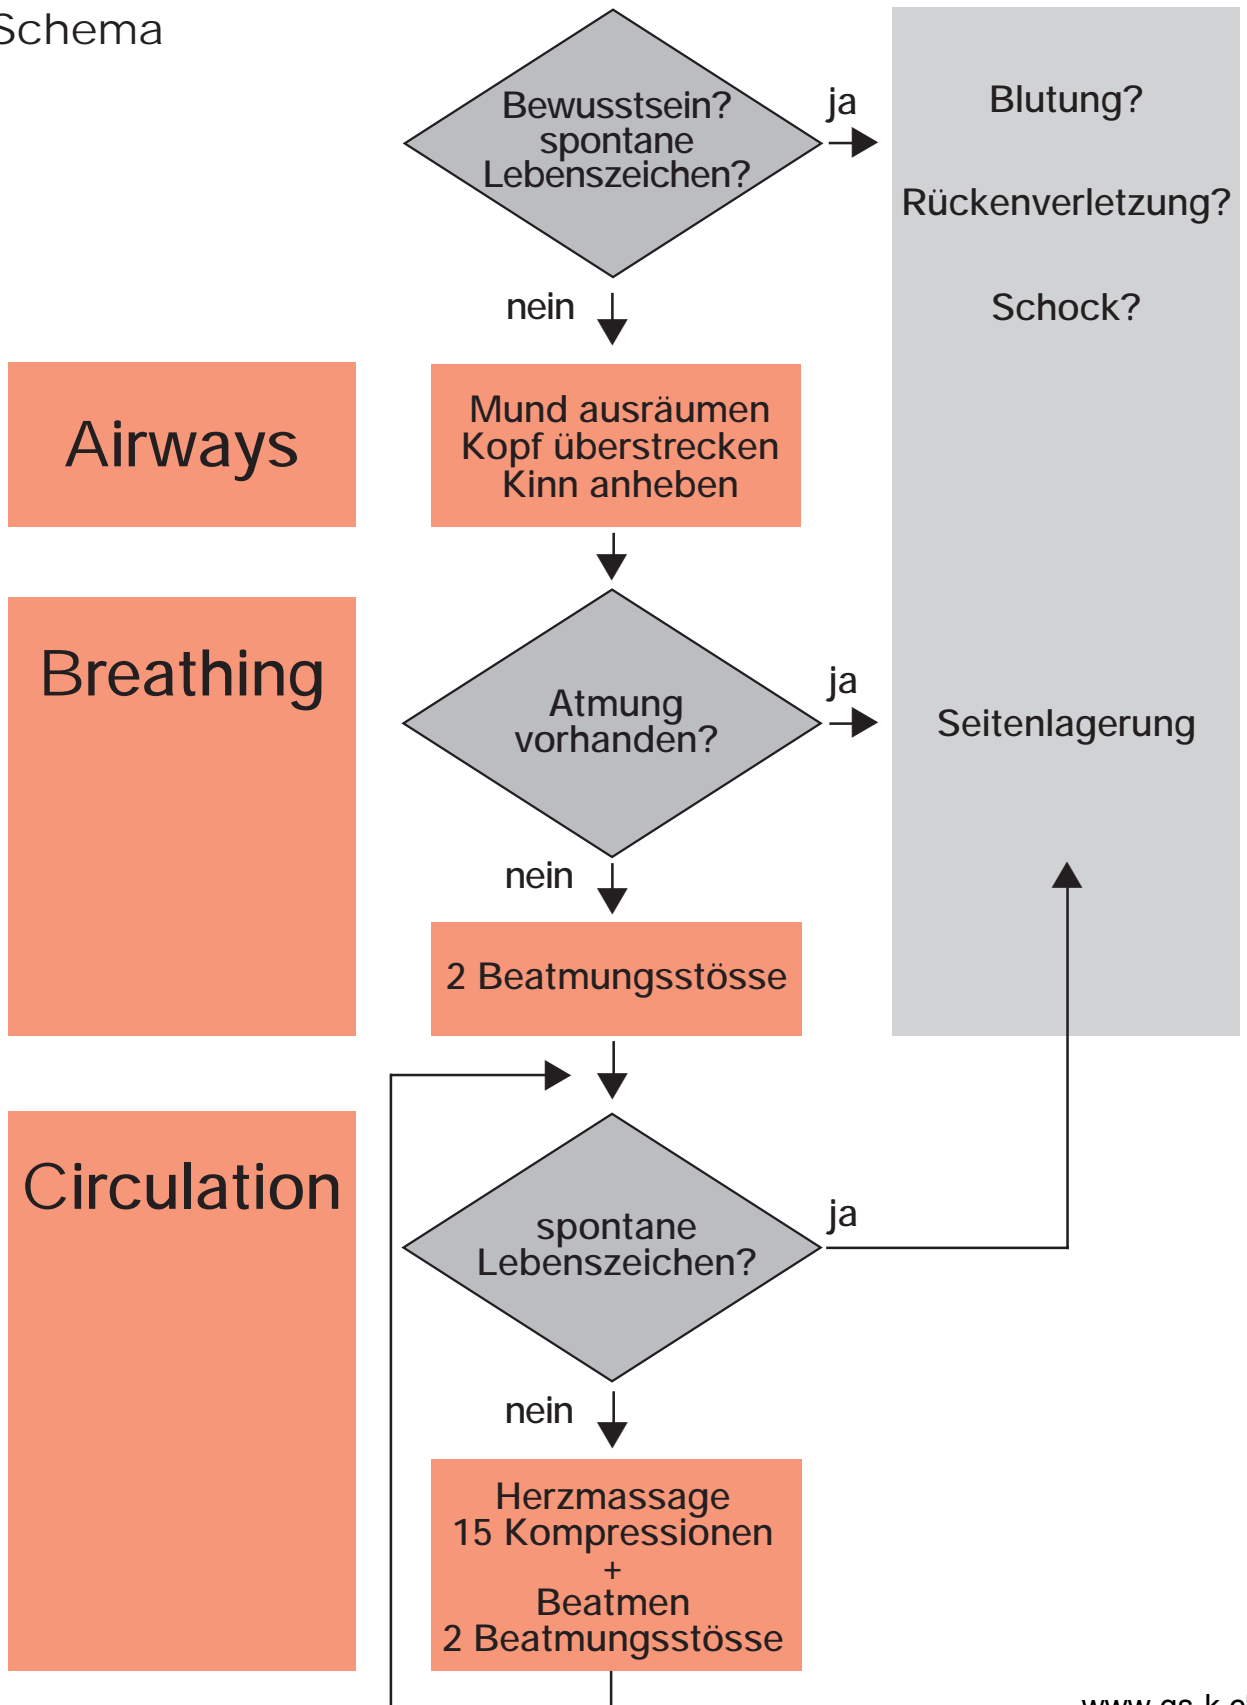 Schema
Bewusstsein?
spontane
Lebenszeichen?
ja
Blutung?
Rückenverletzung?
Schock?
nein
Airways
Mund ausräumen
Kopf überstrecken
Kinn anheben
Breathing
Atmung
vorhanden?
ja
Seitenlagerung
nein
2 Beatmungsstösse
Circulation
spontane
Lebenszeichen?
ja
nein
Herzmassage
15 Kompressionen
+
Beatmen
2 Beatmungsstösse